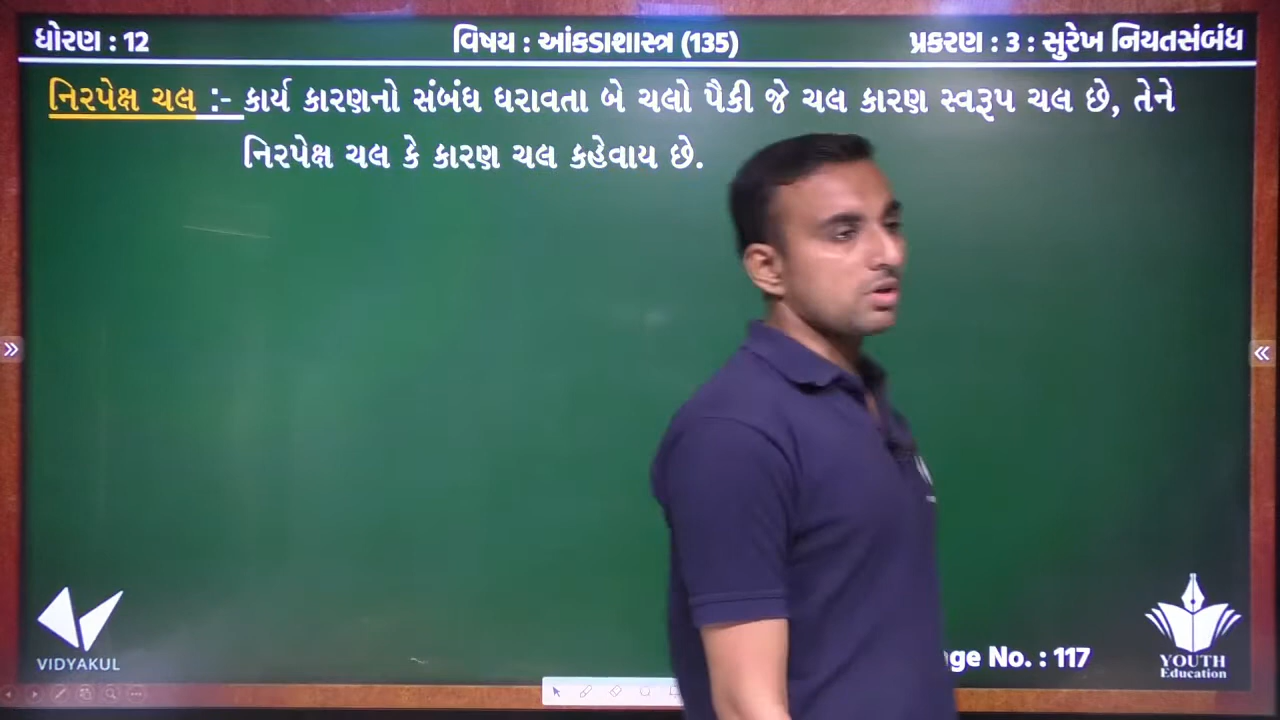 ધોરણ : 12
વિષય : આંકડાશાસ્ત્ર (135)
પ્રકરણ : 3 : સુરેખ નિયતસંબંધ
નિરપેક્ષ ચલ :- કાર્ય કારણનો સંબંધ ધરાવતા બે ચલો પૈકી જે ચલ કારણ સ્વરૂપ ચલ છે, તેને
નિરપેક્ષ ચલ કે કારણ ચલ કહેવાય છે.
No. : 117
VIDYAKUL
YOUTH
Education